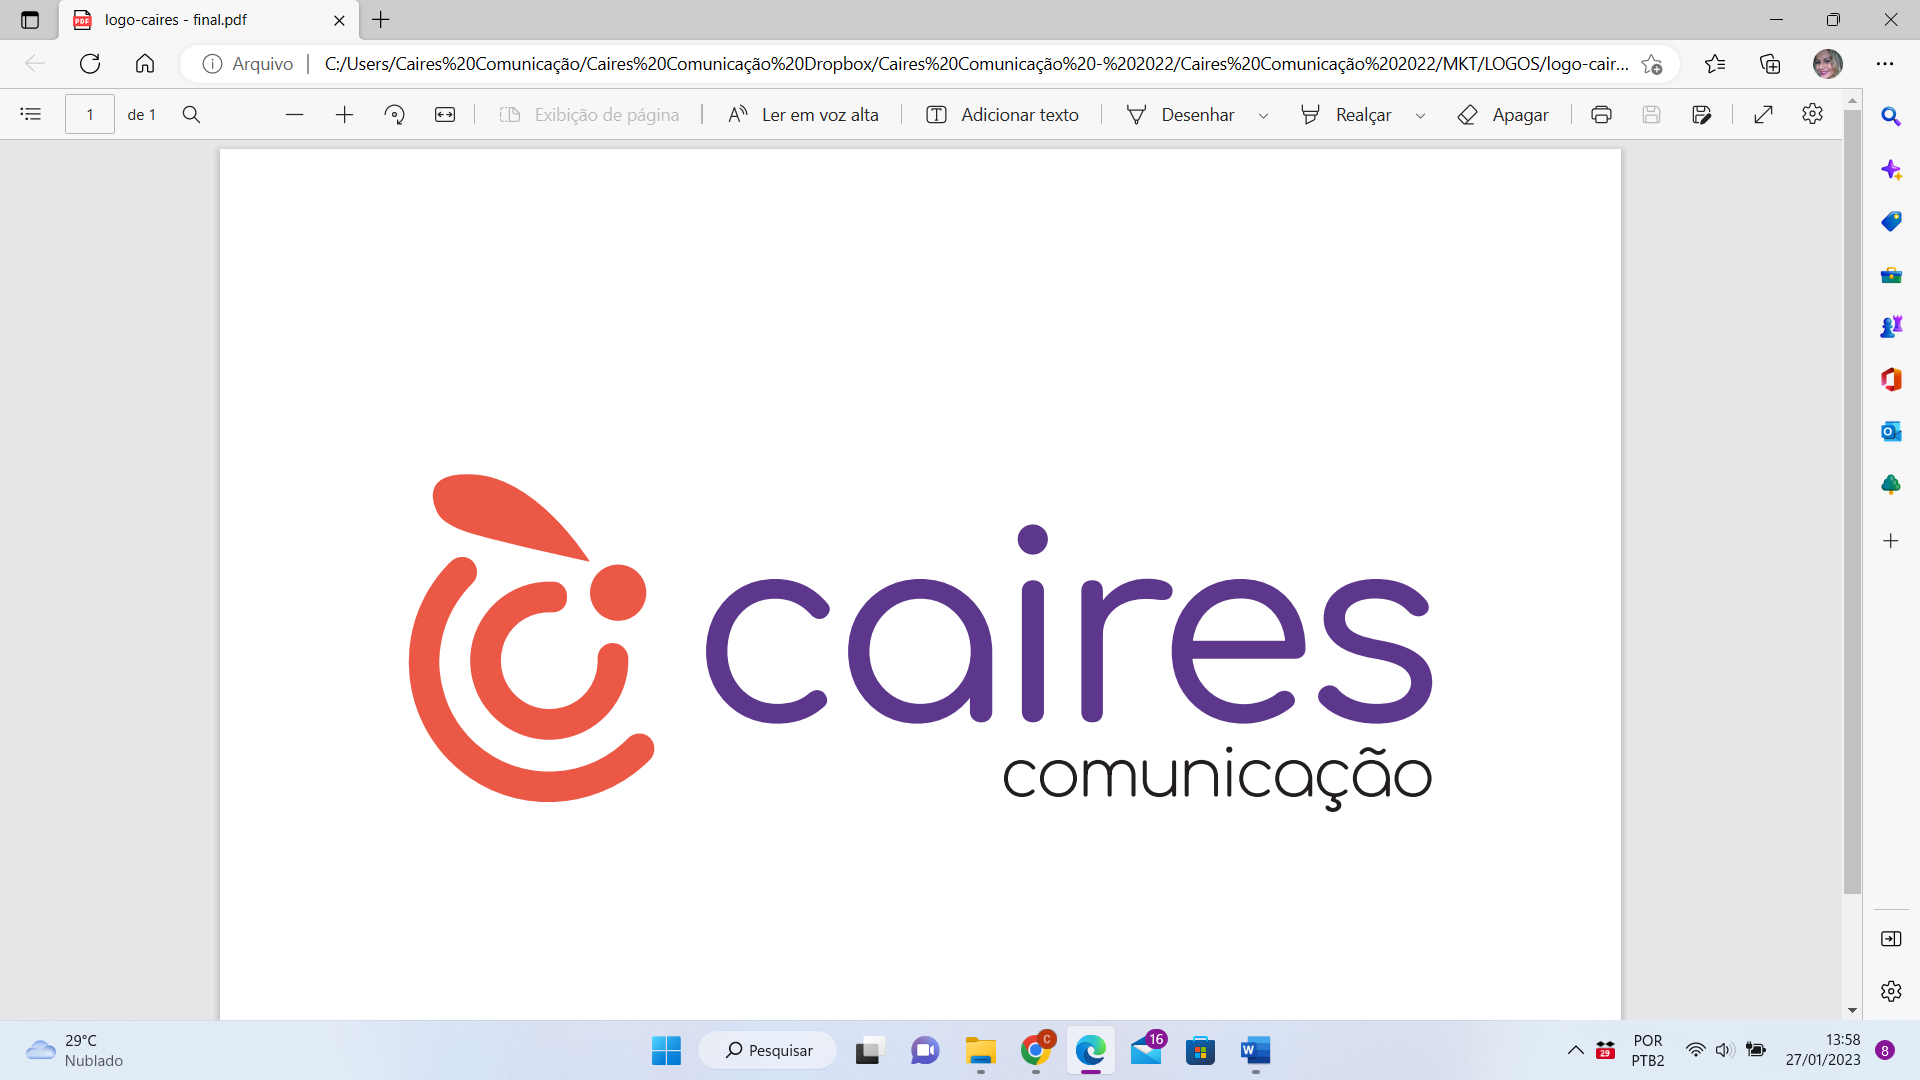 logo-caires - final.pdf
Arquivo
C:/Users/Caires%20Comunicação/Caires%20Comunicação%20Dropbox/Caires%20Comunicação%20-%202022/Caires%20Comunicação%202022/MKT/LOGOS/logo-cair...
1 de 1
Exibição de página
Ler em voz alta
Adicionar texto
Desenhar
Realçar
Apagar
caires
comunicação
29°C
Nublado
Pesquisar
C
16
29
POR
PTB2
13:58
27/01/2023
8